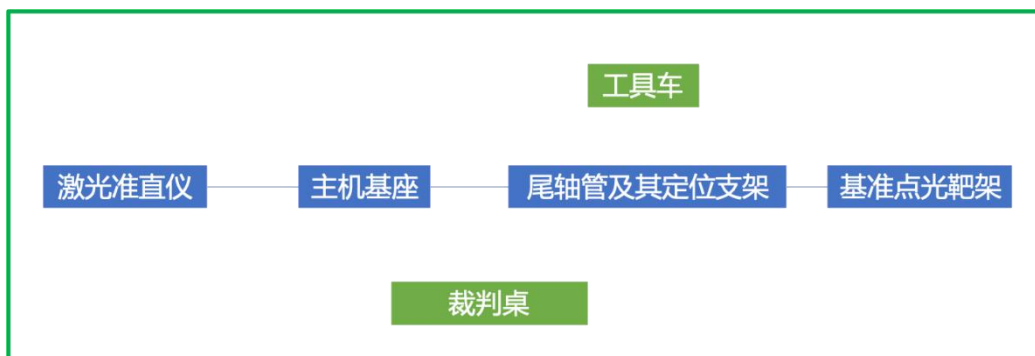 工具车
激光准直仪
主机基座
尾轴管及其定位支架
基准点光靶架
裁判桌